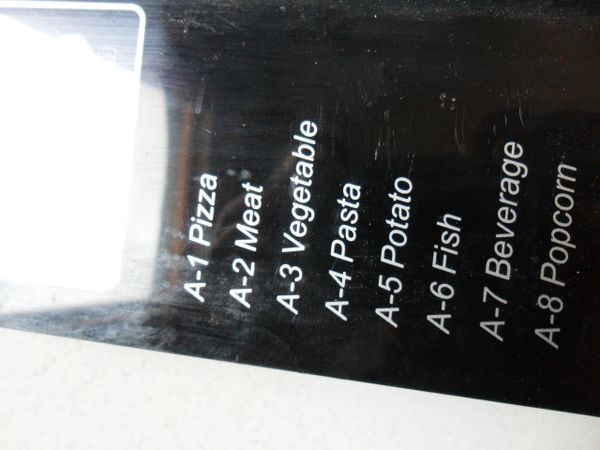 A-1 Pizza
A-2 Meat
A-3 Vegetable
A-4 Pasta
A-5 Potato
A-6 Fish
A-7 Beverage
A-8 Popcorn